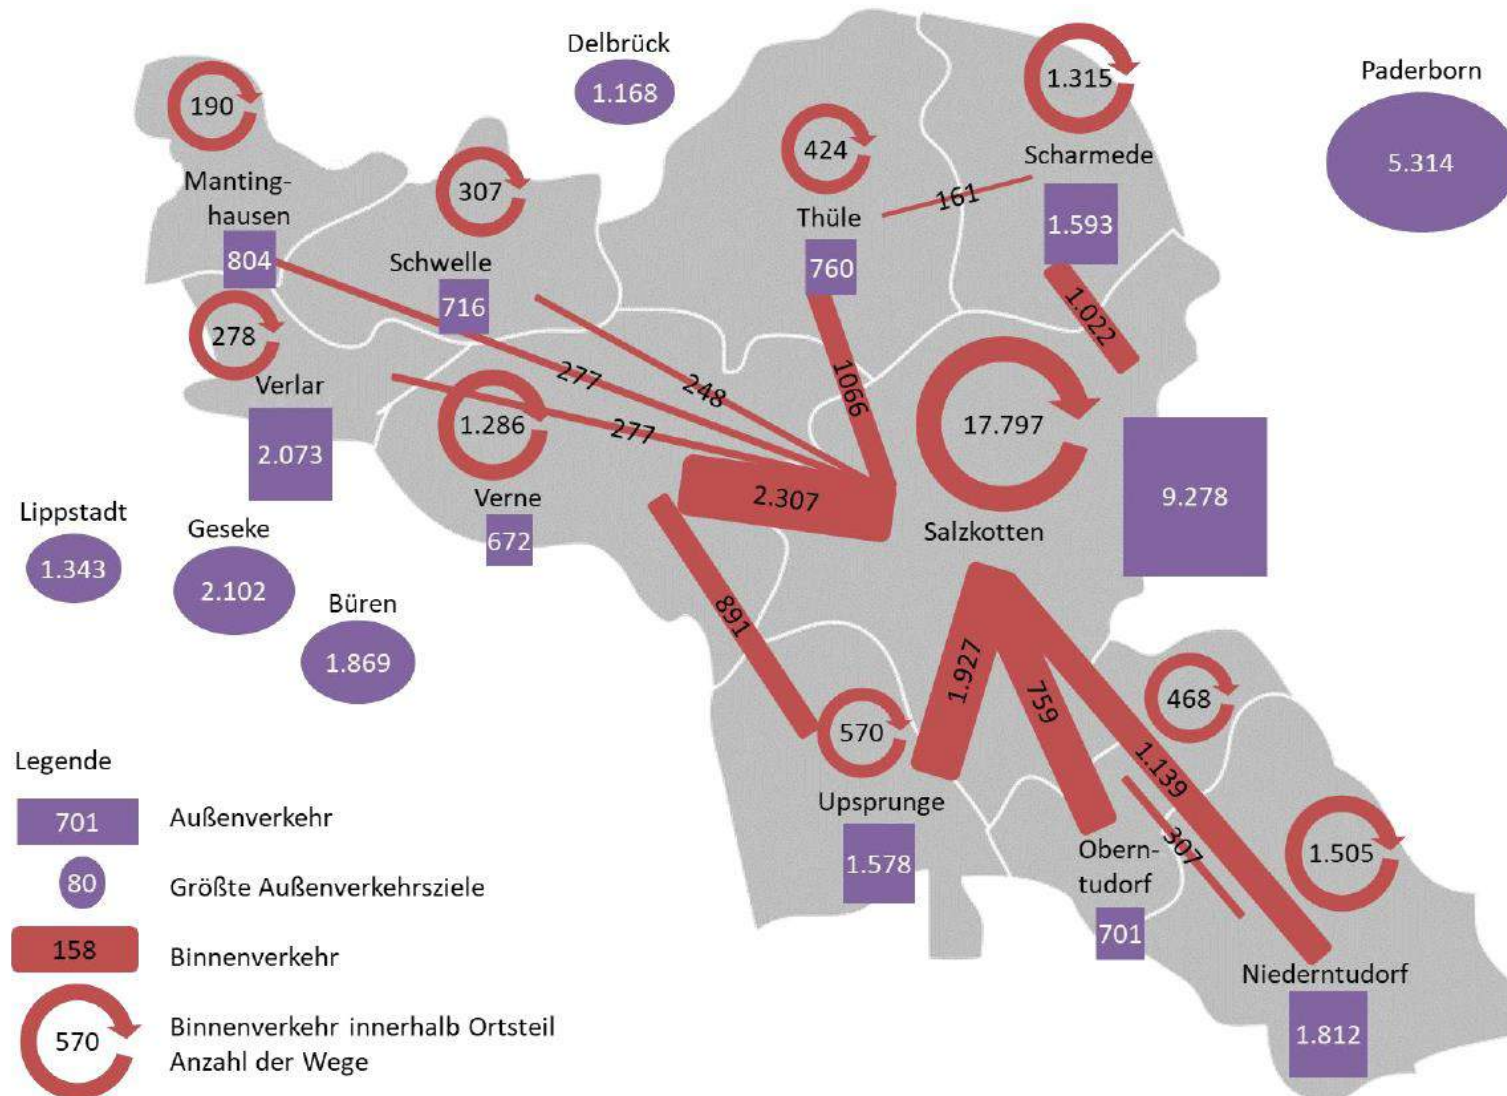 Delbrück
1.168
Paderborn
5.314
190
Manting-
hausen
804
307
Schwelle
716
424
Thüle
760
161
1.315
Scharmede
1.593
1.022
278
Verlar
2.073
277
248
277
1066
1.286
Verne
672
2.307
17.797
Salzkotten
9.278
Lippstadt
1.343
Geseke
2.102
Büren
1.869
891
570
Upsprunge
1.578
1.927
759
1.139
468
307
Obern-
tudorf
701
1.505
Niederntudorf
1.812
Legende
701 Außenverkehr
80 Größte Außenverkehrsziele
158 Binnenverkehr
570 Binnenverkehr innerhalb Ortsteil
Anzahl der Wege